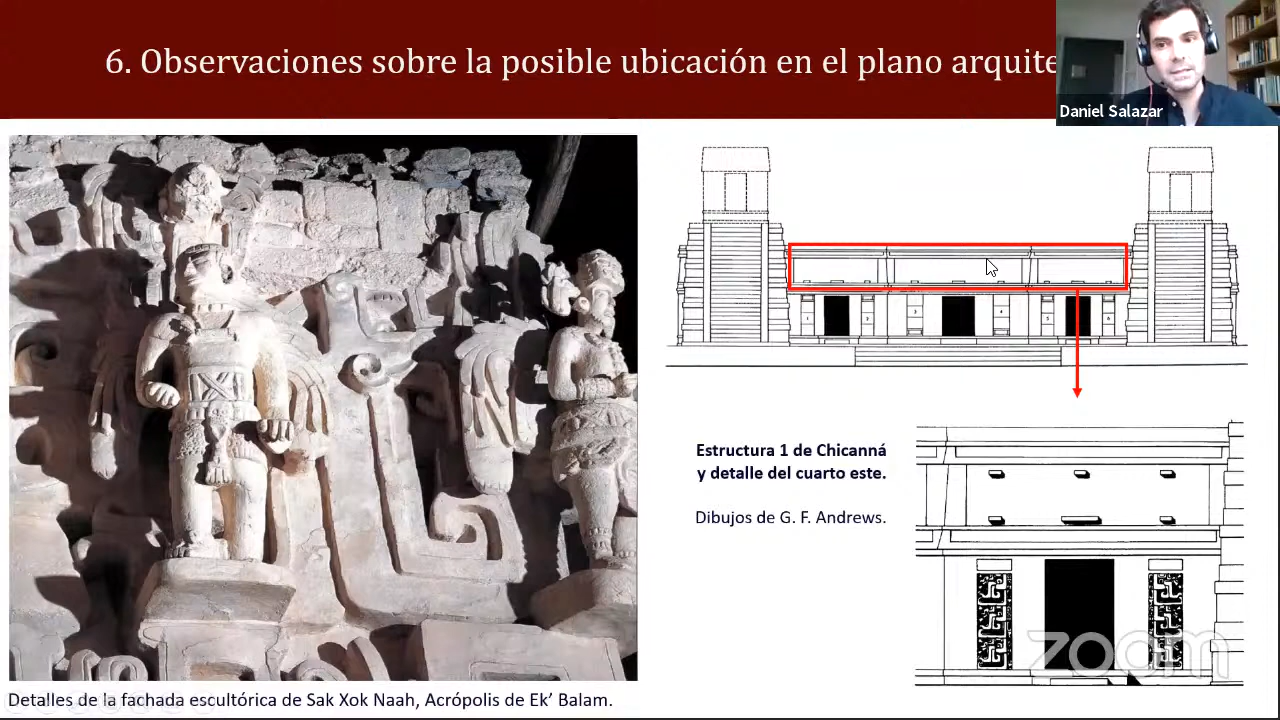 6. Observaciones sobre la posible ubicación en el plano arquite
Daniel Salazar
Estructura 1 de Chicanná
y detalle del cuarto este.
Dibujos de G. F. Andrews.
zoom
Detalles de la fachada escultórica de Sak Xok Naah, Acrópolis de Ek’ Balam.